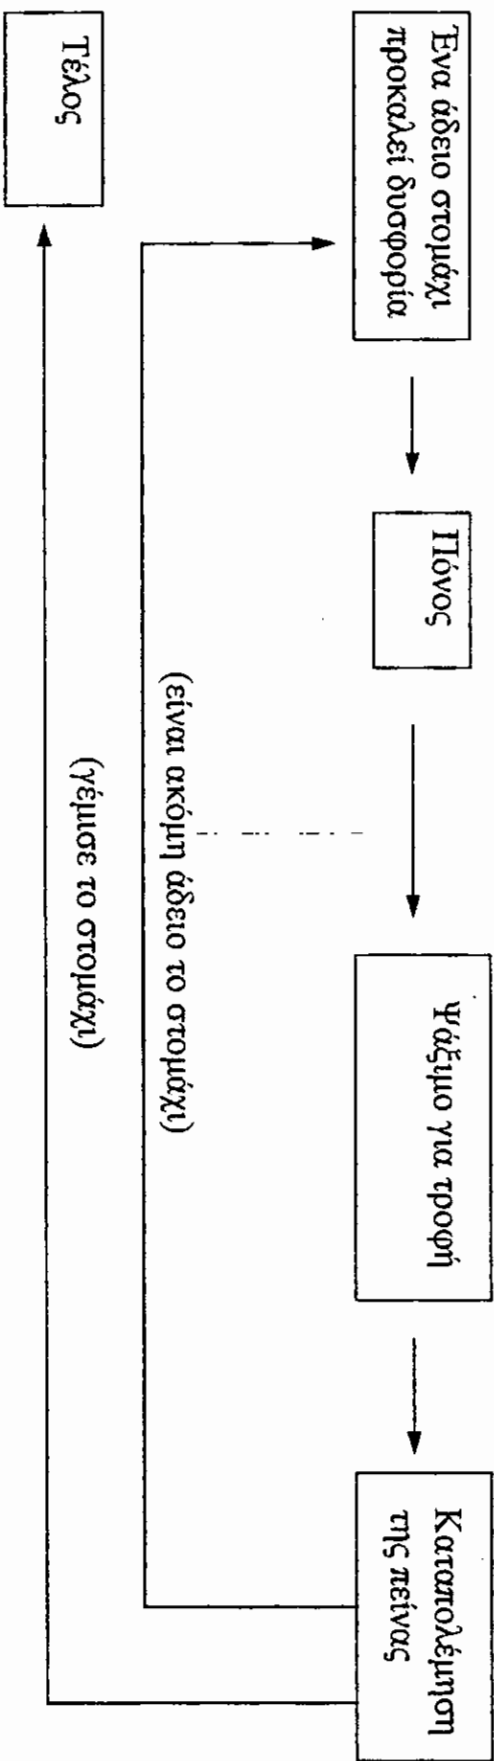 Ένα άδειο στομάχι
προκαλεί δυσφορία
Πόνος
Ψάξιμο για τροφή
Καταπολέμηση
της πείνας
(είναι ακόμη άδειο το στομάχι)
(γέμισε το στομάχι)
Τέλος